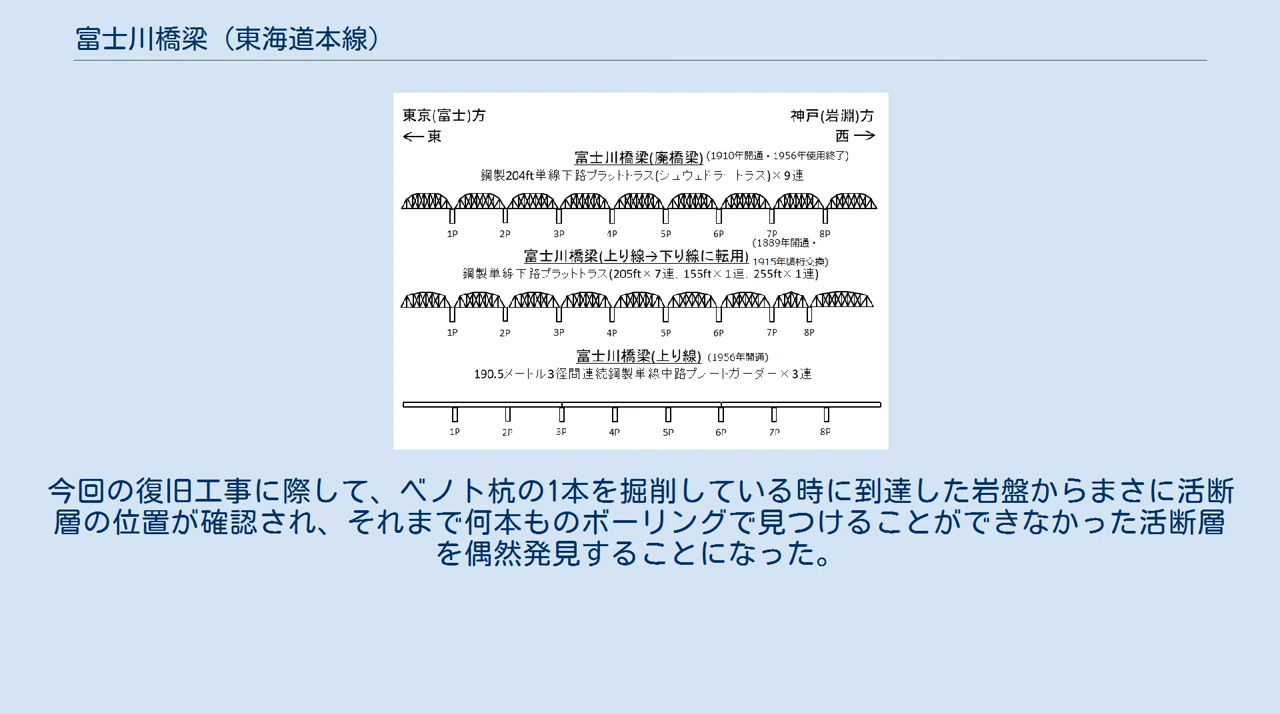 富士川橋梁（東海道本線）
東京(富士)方
神戸(岩淵)方
←東
西→
富士川橋梁(廃橋梁) (1910年開通・1956年使用終了)
鋼製204ft単線下路プラットトラス(シュウェドラートラス)×9連
1P 2P 3P 4P 5P 6P 7P 8P
富士川橋梁(上り線→下り線に転用) (1889年開通・
1915年頃桁交換)
鋼製単線下路プラットトラス(205ft×7連、155ft×1連、255ft×1連)
1P 2P 3P 4P 5P 6P 7P 8P
富士川橋梁(上り線) (1956年開通)
190.5メートル3径間連続鋼製単線中路プレートガーダー×3連
1P 2P 3P 4P 5P 6P 7P 8P
今回の復旧工事に際して、ベノト杭の1本を掘削している時に到達した岩盤からまさに活断
層の位置が確認され、それまで何本ものボーリングで見つけることができなかった活断層
を偶然発見することになった。